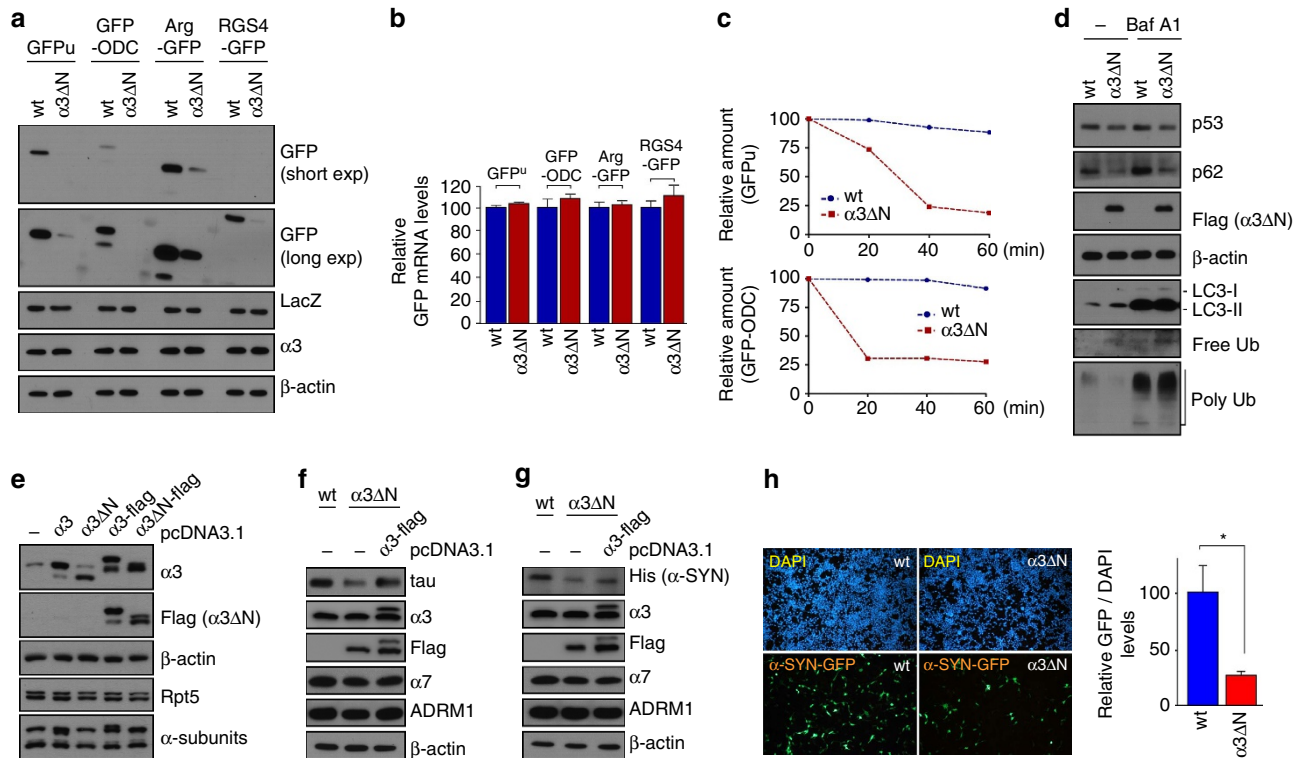 a
GFPu
GFP
-ODC
Arg
-GFP
RGS4
-GFP
wt
α3ΔN
wt
α3ΔN
wt
α3ΔN
wt
α3ΔN
GFP
(short exp)
GFP
(long exp)
LacZ
α3
β-actin
b
Relative
GFP mRNA levels
120
100
80
60
40
20
0
GFPu
GFP
-ODC
Arg
-GFP
RGS4
-GFP
wt
α3ΔN
wt
α3ΔN
wt
α3ΔN
wt
α3ΔN
c
Relative amount
(GFPu)
100
75
50
25
0
wt
α3ΔN
0 20 40 60 (min)
Relative amount
(GFP-ODC)
100
75
50
25
0
wt
α3ΔN
0 20 40 60 (min)
d
– Baf A1
wt
α3ΔN
wt
α3ΔN
p53
p62
Flag (α3ΔN)
β-actin
LC3-I
LC3-II
Free Ub
Poly Ub
e
–
α3
α3ΔN
α3-flag
α3ΔN-flag
pcDNA3.1
α3
Flag (α3ΔN)
β-actin
Rpt5
α-subunits
f
wt α3ΔN
– – α3-flag
pcDNA3.1
tau
α3
Flag
α7
ADRM1
β-actin
g
wt α3ΔN
– – α3-flag
pcDNA3.1
His (α-SYN)
α3
Flag
α7
ADRM1
β-actin
h
DAPI wt
DAPI α3ΔN
α-SYN-GFP wt
α-SYN-GFP α3ΔN
Relative GFP / DAPI
levels
100
50
0
*
wt
α3ΔN